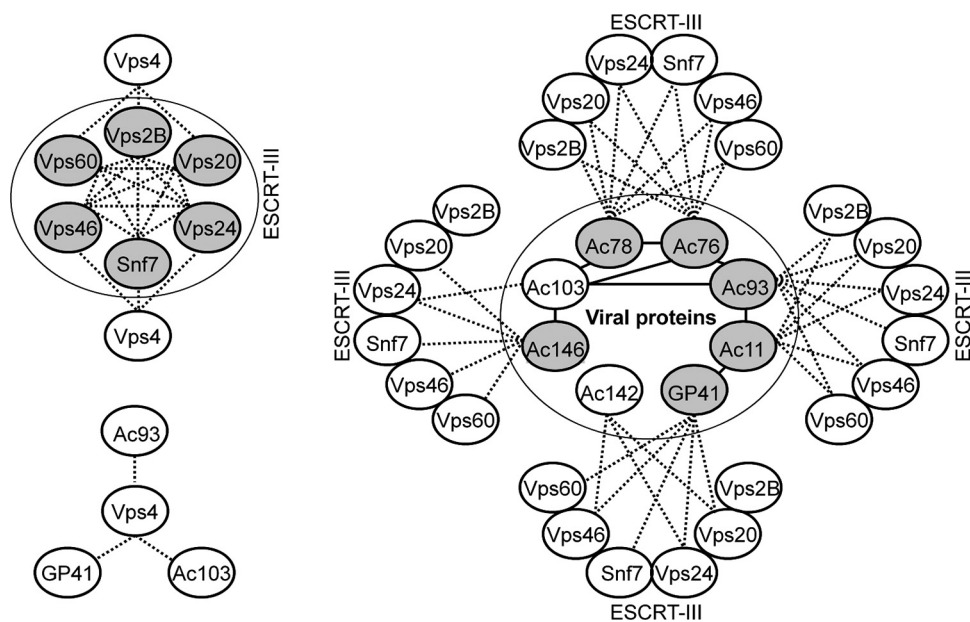 Vps4
Vps2B
Vps60
Vps20
Vps46
Vps24
Snf7
ESCRT-III
Vps4
Ac93
Vps4
GP41
Ac103
ESCRT-III
Vps24
Snf7
Vps20
Vps46
Vps2B
Vps60
Vps2B
Vps20
Vps24
Snf7
Vps46
Vps60
ESCRT-III
Ac78
Ac76
Ac103
Ac93
Viral proteins
Ac146
Ac11
Ac142
GP41
Vps2B
Vps20
Vps24
Snf7
Vps46
Vps60
ESCRT-III
Vps60
Vps2B
Vps46
Vps20
Snf7
Vps24
ESCRT-III